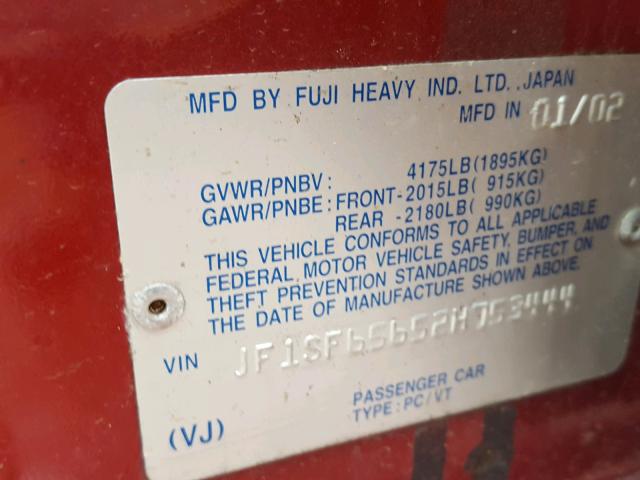 MFD BY FUJI HEAVY IND. LTD. JAPAN
MFD IN 01/02
GVWR/PNBV: 4175LB(1895KG)
GAWR/PNBE: FRONT-2015LB( 915KG)
REAR -2180LB( 990KG)
THIS VEHICLE CONFORMS TO ALL APPLICABLE
FEDERAL MOTOR VEHICLE SAFETY, BUMPER, AND
THEFT PREVENTION STANDARDS IN EFFECT ON
THE DATE OF MANUFACTURE SHOWN ABOVE.
VIN JF1SF65652H753444
PASSENGER CAR
TYPE: PC/VT
(VJ)